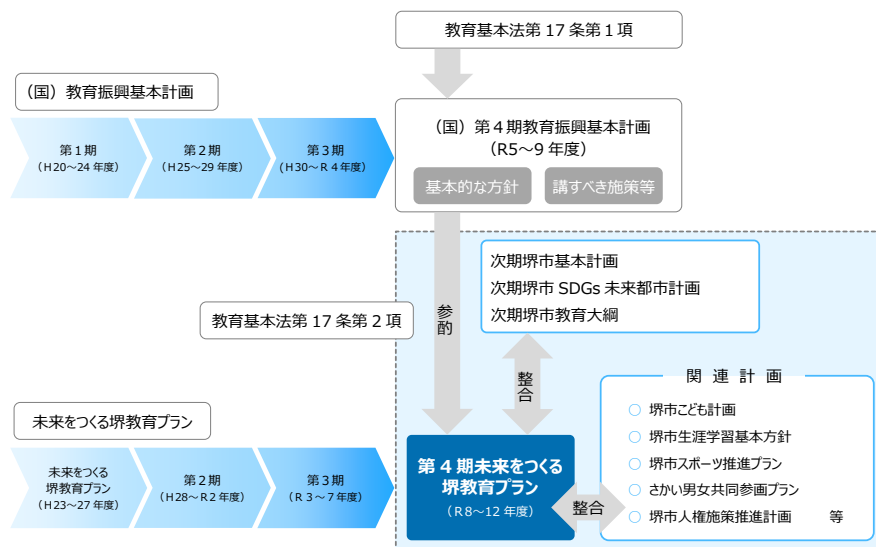 教育基本法第17条第1項
（国）教育振興基本計画
第1期
（H20～24年度）
第2期
（H25～29年度）
第3期
（H30～R4年度）
（国）第4期教育振興基本計画
（R5～9年度）
基本的な方針
講すべき施策等
教育基本法第17条第2項
参酌
次期堺市基本計画
次期堺市SDGs未来都市計画
次期堺市教育大綱
整合
関連計画
○ 堺市こども計画
○ 堺市生涯学習基本方針
○ 堺市スポーツ推進プラン
○ さかい男女共同参画プラン
○ 堺市人権施策推進計画　等
未来をつくる堺教育プラン
未来をつくる
堺教育プラン
（H23～27年度）
第2期
（H28～R2年度）
第3期
（R3～7年度）
第4期未来をつくる
堺教育プラン
（R8～12年度）
整合